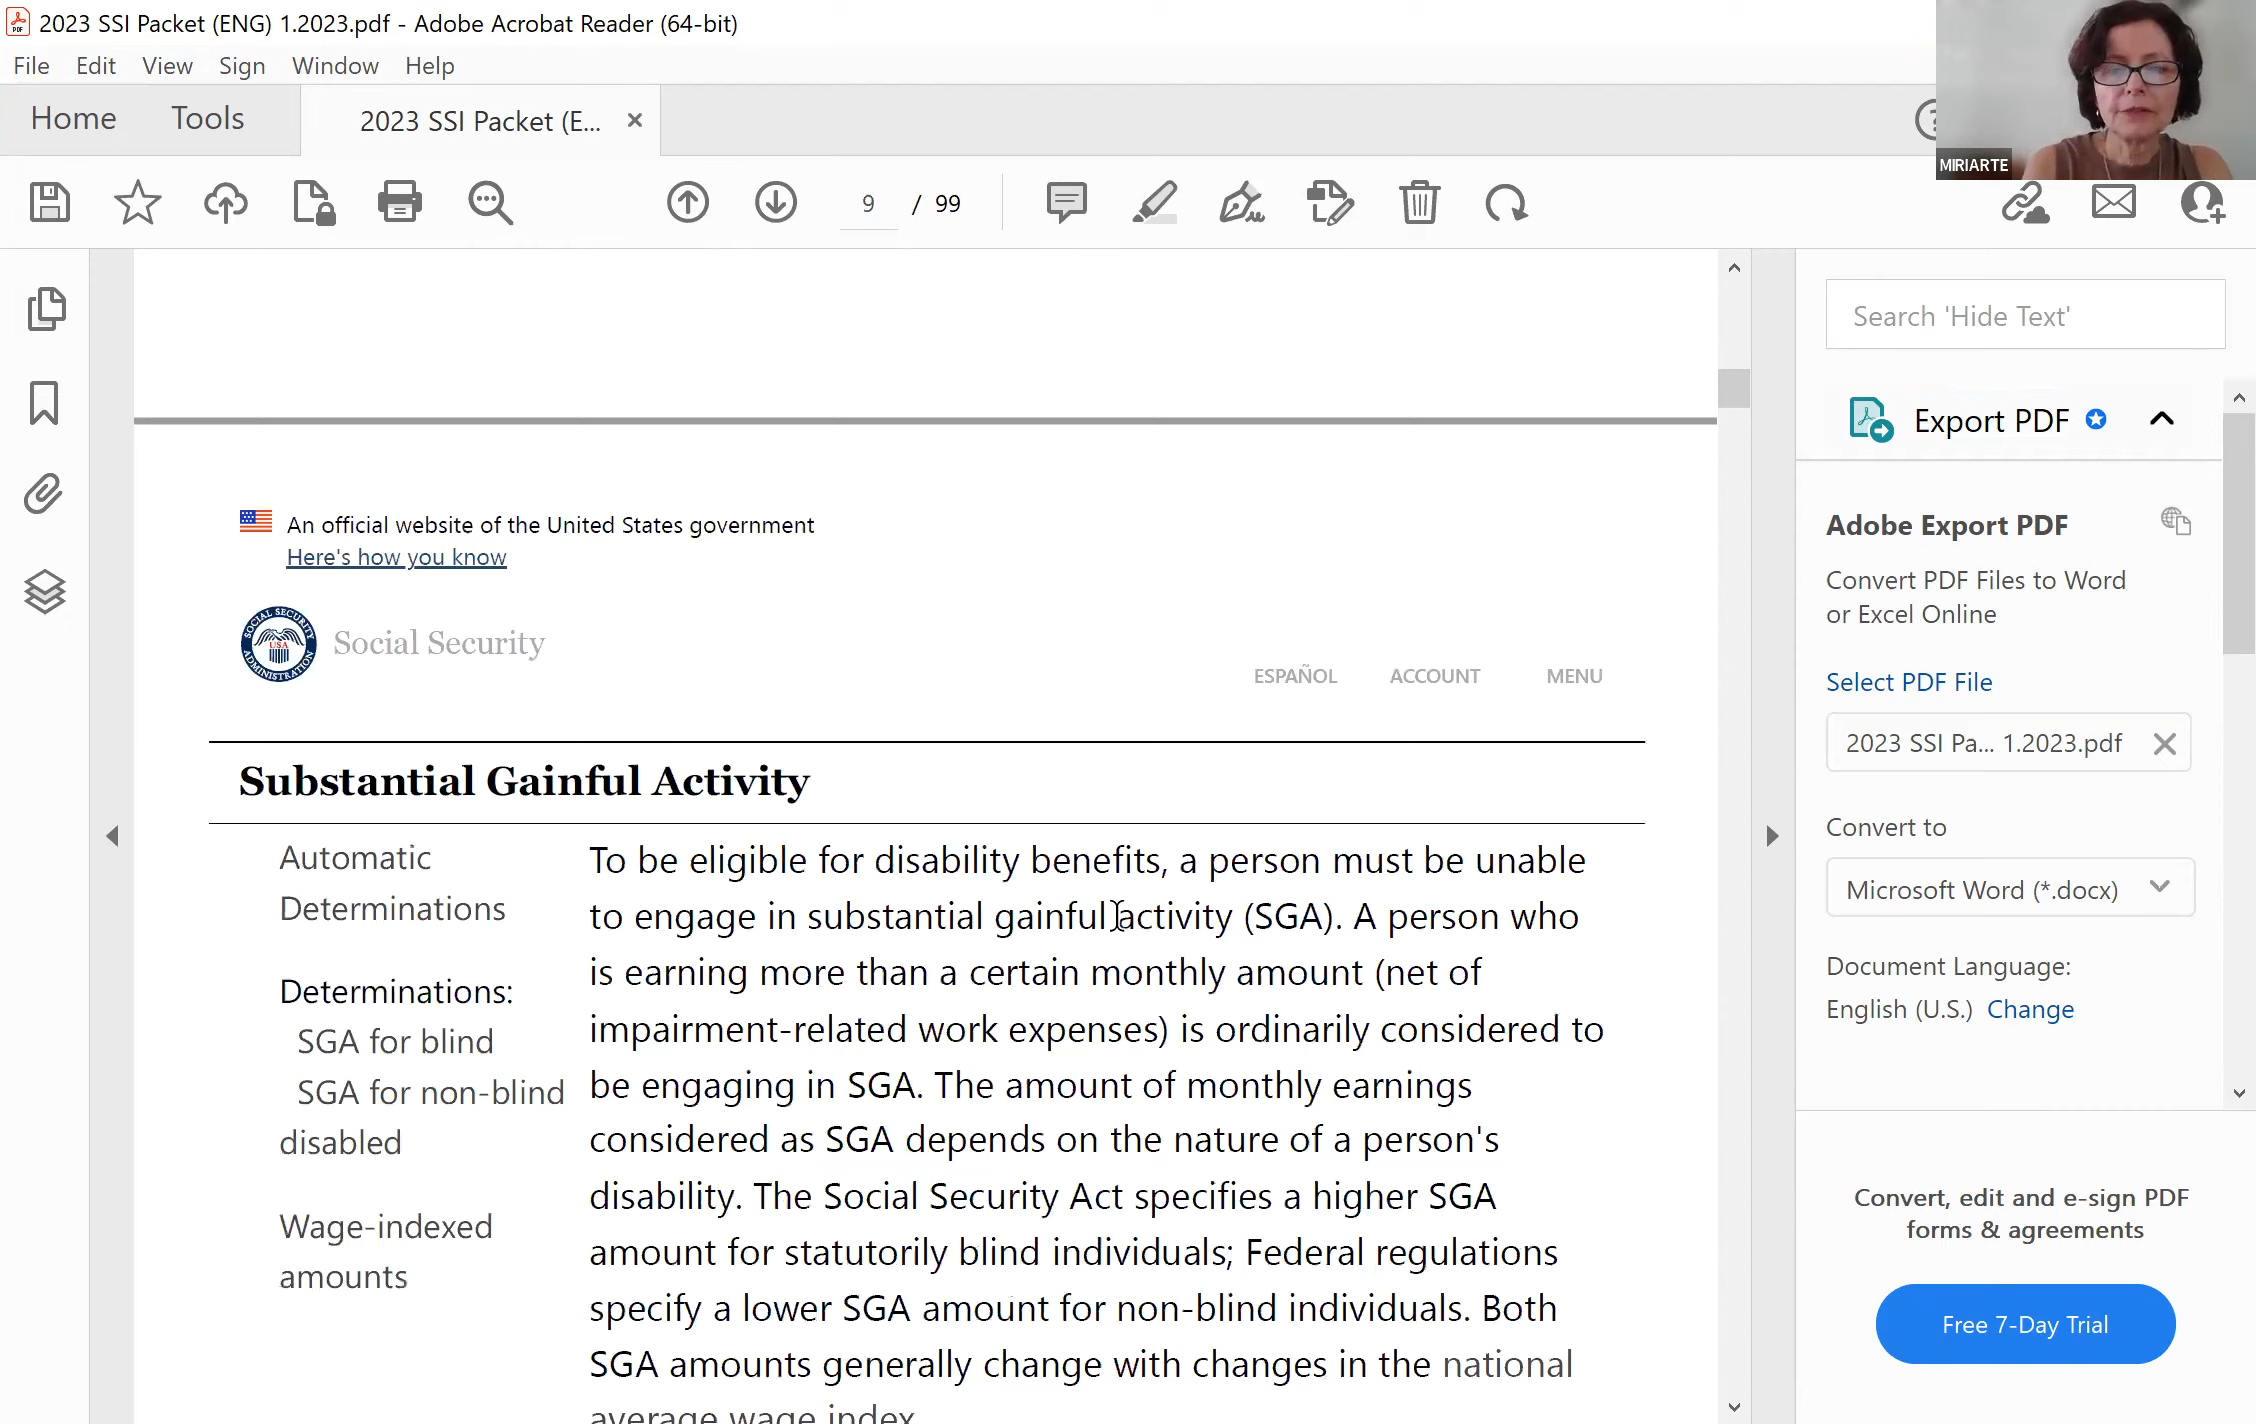 2023 SSI Packet (ENG) 1.2023.pdf - Adobe Acrobat Reader (64-bit)
File Edit View Sign Window Help
Home Tools 2023 SSI Packet (E...
MIRIARTE
9 / 99
An official website of the United States government
Here's how you know
SOCIAL SECURITY ADMINISTRATION
USA
Social Security
ESPAÑOL ACCOUNT MENU
Substantial Gainful Activity
Automatic
Determinations
Determinations:
SGA for blind
SGA for non-blind
disabled
Wage-indexed
amounts
To be eligible for disability benefits, a person must be unable
to engage in substantial gainful activity (SGA). A person who
is earning more than a certain monthly amount (net of
impairment-related work expenses) is ordinarily considered to
be engaging in SGA. The amount of monthly earnings
considered as SGA depends on the nature of a person's
disability. The Social Security Act specifies a higher SGA
amount for statutorily blind individuals; Federal regulations
specify a lower SGA amount for non-blind individuals. Both
SGA amounts generally change with changes in the national
average wage index.
Search 'Hide Text'
Export PDF
Adobe Export PDF
Convert PDF Files to Word
or Excel Online
Select PDF File
2023 SSI Pa... 1.2023.pdf
Convert to
Microsoft Word (*.docx)
Document Language:
English (U.S.) Change
Convert, edit and e-sign PDF
forms & agreements
Free 7-Day Trial